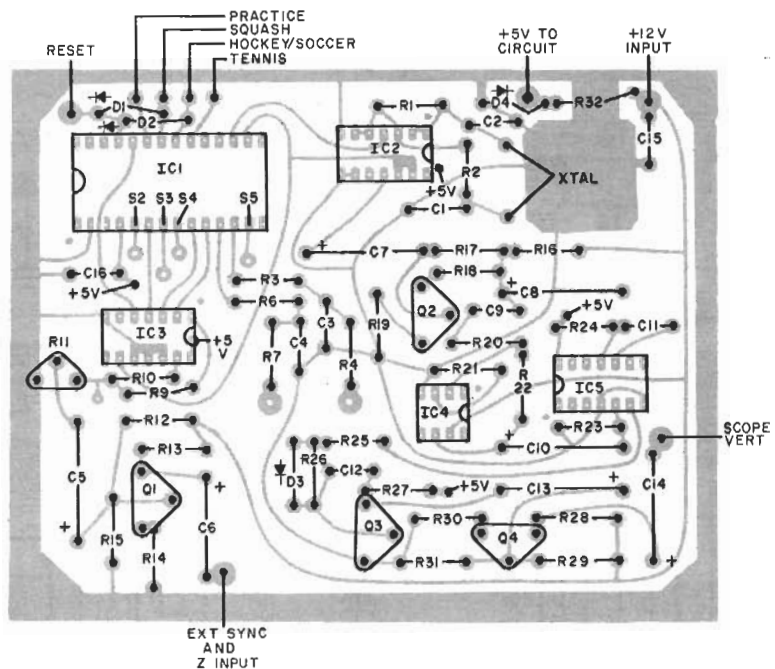 PRACTICE
SQUASH
HOCKEY/SOCCER
TENNIS
RESET
+5V TO
CIRCUIT
+12V
INPUT
D1
D2
R1
D4
C2
R32
C15
IC1
IC2
R2
XTAL
+5V
S2 S3 S4 S5
C1
C7
R17
R16
C16
+5V
R3
R18
R6
C8
Q2
C9
+5V
R24
C11
IC3
+5
V
R7
C4
C3
R4
R19
R20
R11
R10
R9
R21
R
22
IC5
IC4
R12
R23
R13
R25
R26
C10
SCOPE
VERT
C5
Q1
C6
D3
C12
R27
+5V
C13
C14
R15
R14
Q3
R30
Q4
R28
R31
R29
EXT SYNC
AND
Z INPUT